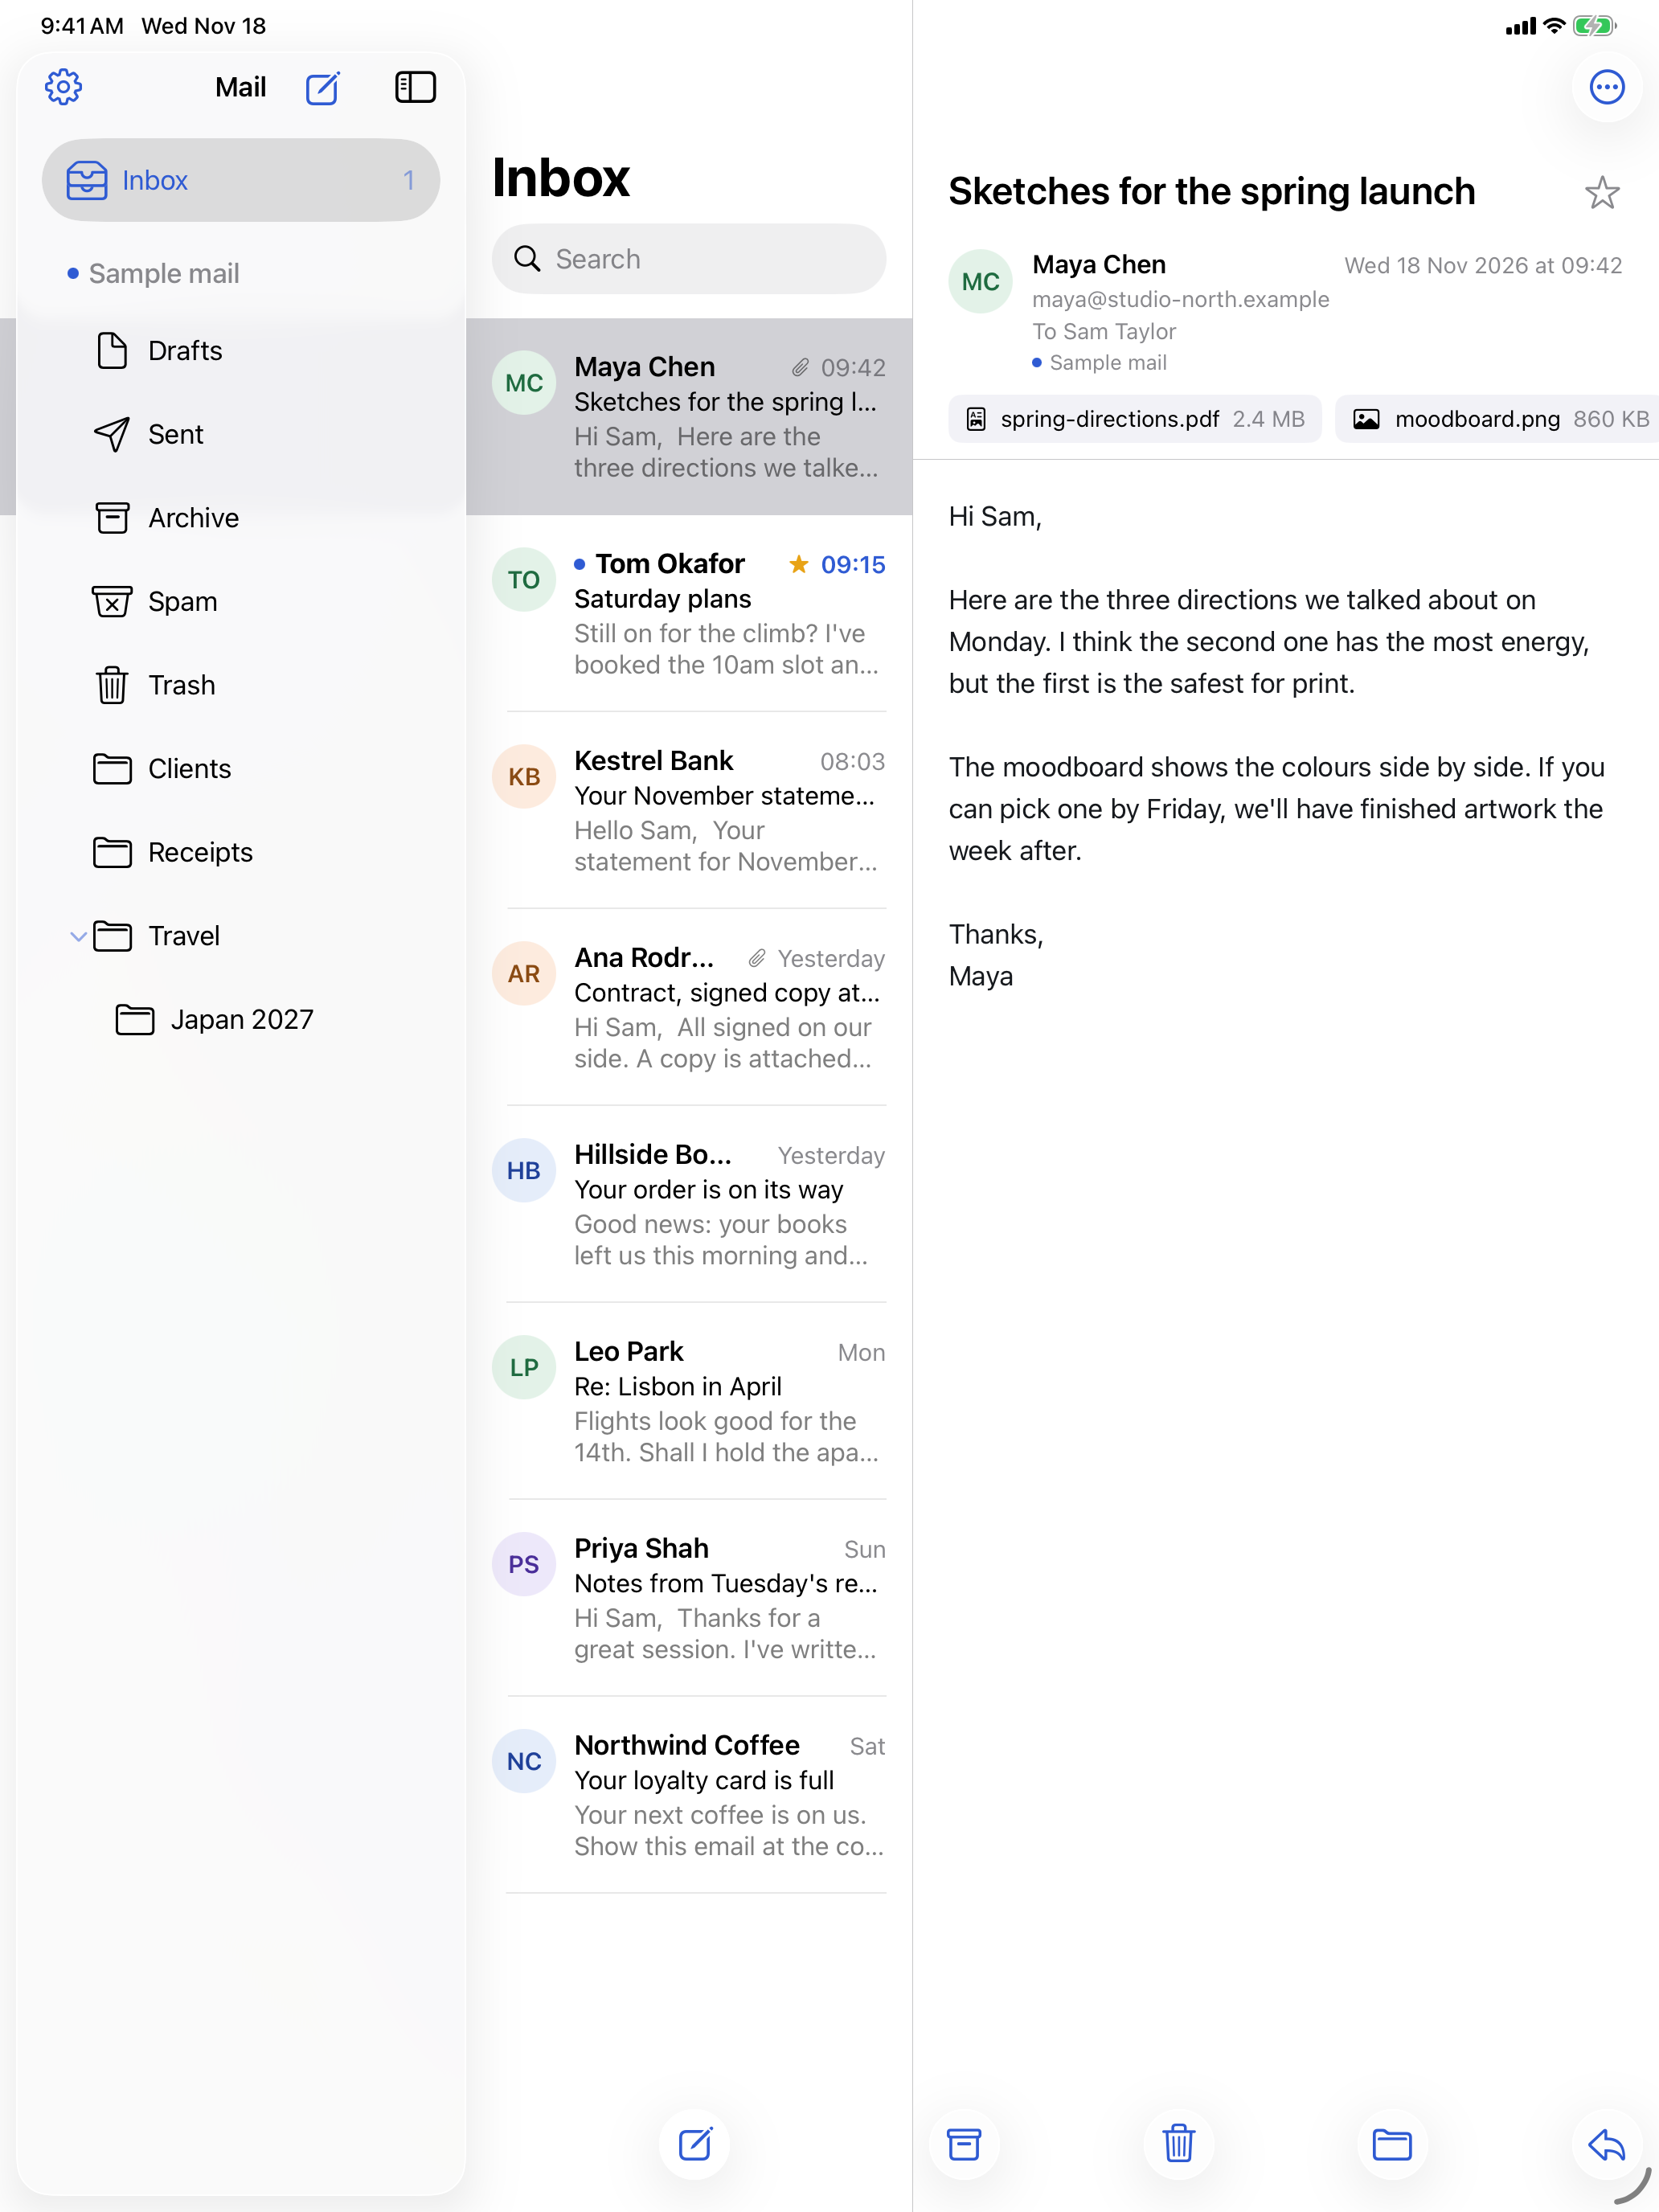 9:41 AM Wed Nov 18
Mail
Inbox 1
Sample mail
Drafts
Sent
Archive
Spam
Trash
Clients
Receipts
Travel
Japan 2027
Inbox
Search
MC Maya Chen 09:42
Sketches for the spring l...
Hi Sam, Here are the
three directions we talke...
TO Tom Okafor 09:15
Saturday plans
Still on for the climb? I've
booked the 10am slot an...
KB Kestrel Bank 08:03
Your November stateme...
Hello Sam, Your
statement for November...
AR Ana Rodr... Yesterday
Contract, signed copy at...
Hi Sam, All signed on our
side. A copy is attached...
HB Hillside Bo... Yesterday
Your order is on its way
Good news: your books
left us this morning and...
LP Leo Park Mon
Re: Lisbon in April
Flights look good for the
14th. Shall I hold the apa...
PS Priya Shah Sun
Notes from Tuesday's re...
Hi Sam, Thanks for a
great session. I've writte...
NC Northwind Coffee Sat
Your loyalty card is full
Your next coffee is on us.
Show this email at the co...
Sketches for the spring launch
MC Maya Chen Wed 18 Nov 2026 at 09:42
maya@studio-north.example
To Sam Taylor
Sample mail
spring-directions.pdf 2.4 MB moodboard.png 860 KB
Hi Sam,
Here are the three directions we talked about on
Monday. I think the second one has the most energy,
but the first is the safest for print.
The moodboard shows the colours side by side. If you
can pick one by Friday, we'll have finished artwork the
week after.
Thanks,
Maya